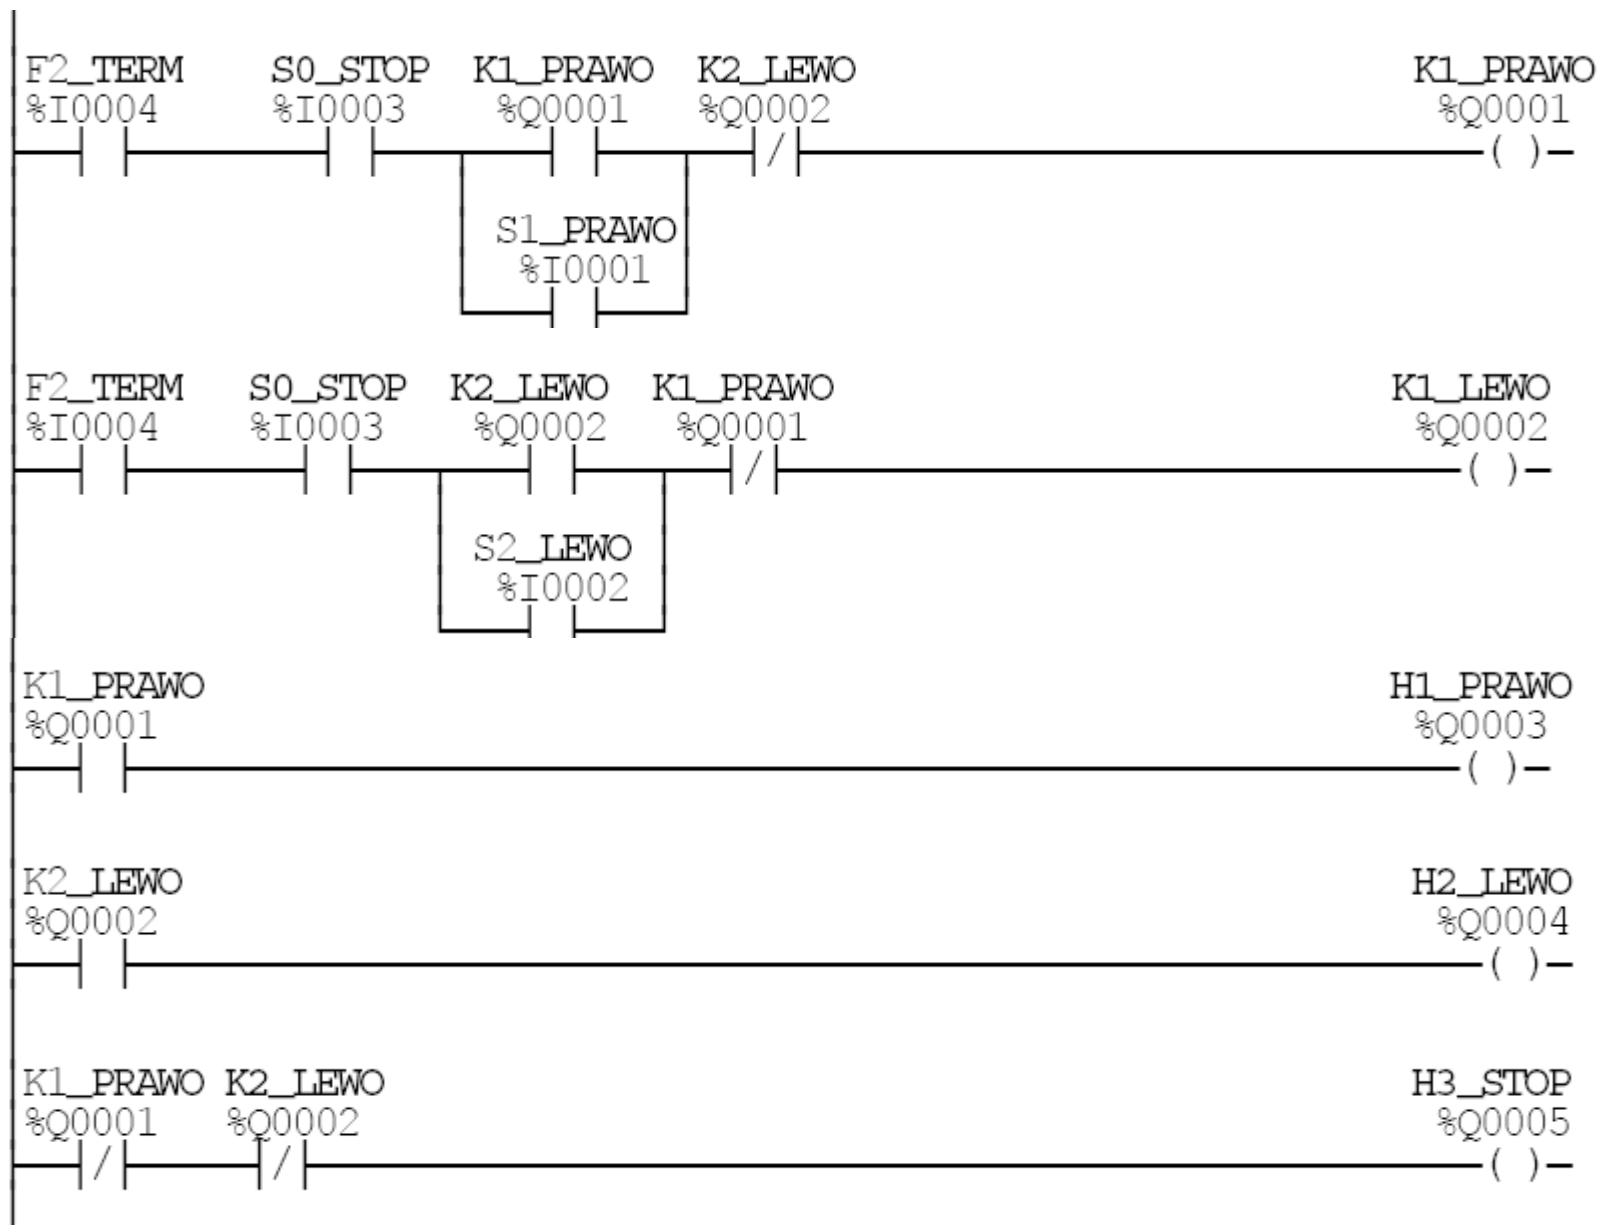 F2_TERM S0_STOP K1_PRAWO K2_LEWO K1_PRAWO
%I0004 %I0003 %Q0001 %Q0002 %Q0001
S1_PRAWO
%I0001
F2_TERM S0_STOP K2_LEWO K1_PRAWO K1_LEWO
%I0004 %I0003 %Q0002 %Q0001 %Q0002
S2_LEWO
%I0002
K1_PRAWO H1_PRAWO
%Q0001 %Q0003
K2_LEWO H2_LEWO
%Q0002 %Q0004
K1_PRAWO K2_LEWO H3_STOP
%Q0001 %Q0002 %Q0005